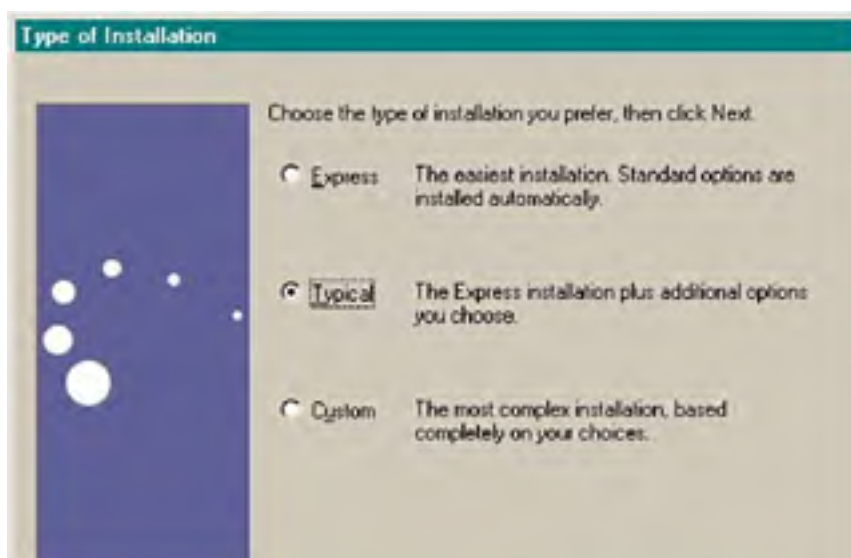 Type of Installation
Choose the type of installation you prefer, then click Next.
Express
The easiest installation. Standard options are
installed automatically.
Typical
The Express installation plus additional options
you choose.
Custom
The most complex installation, based
completely on your choices.